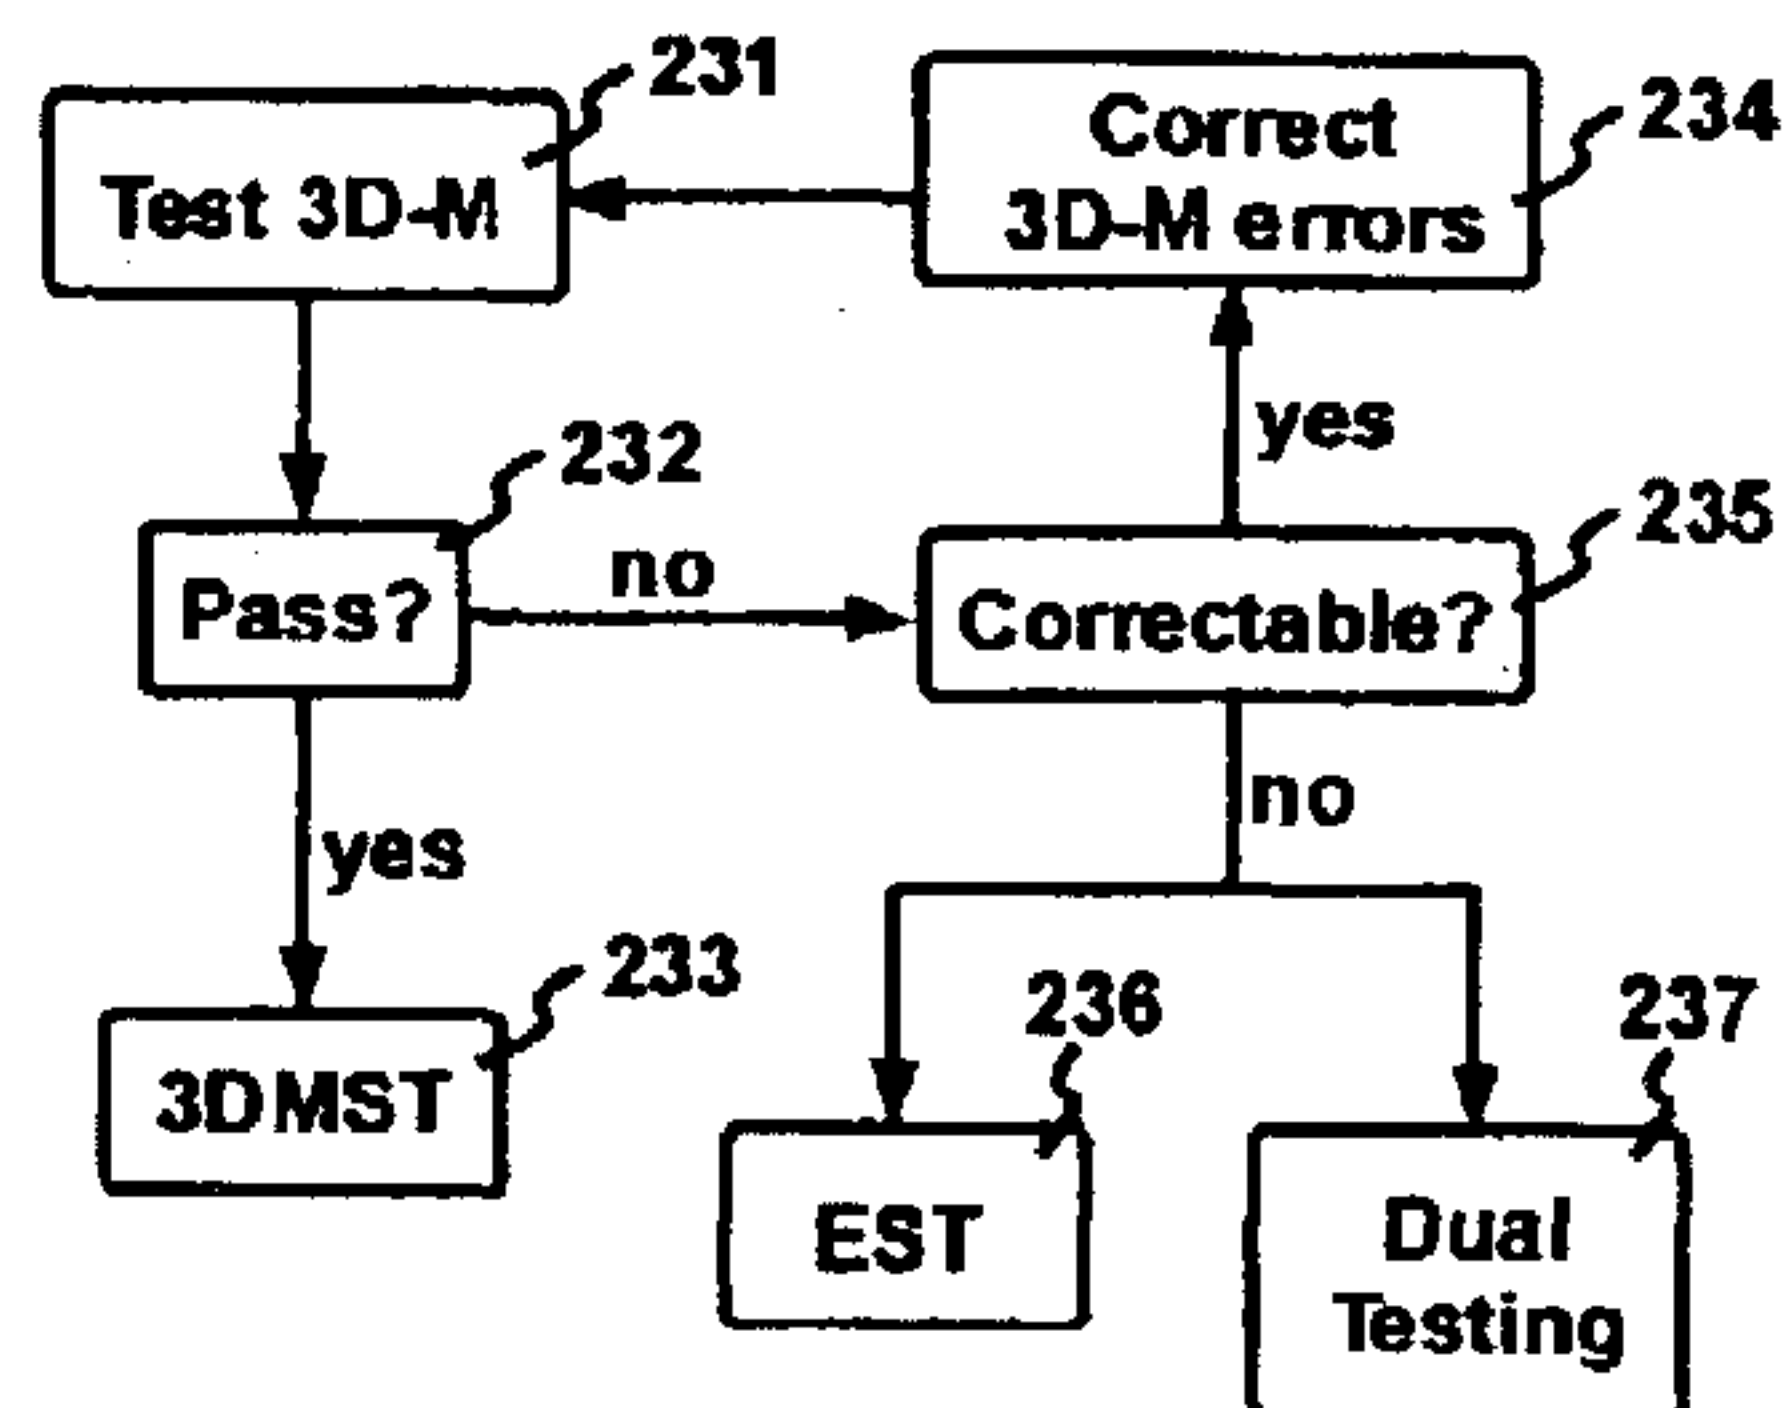 231
Test 3D-M
Correct
3D-M errors
234
232
Pass?
no
yes
Correctable?
235
yes
no
3DMST
233
236
EST
237
Dual
Testing